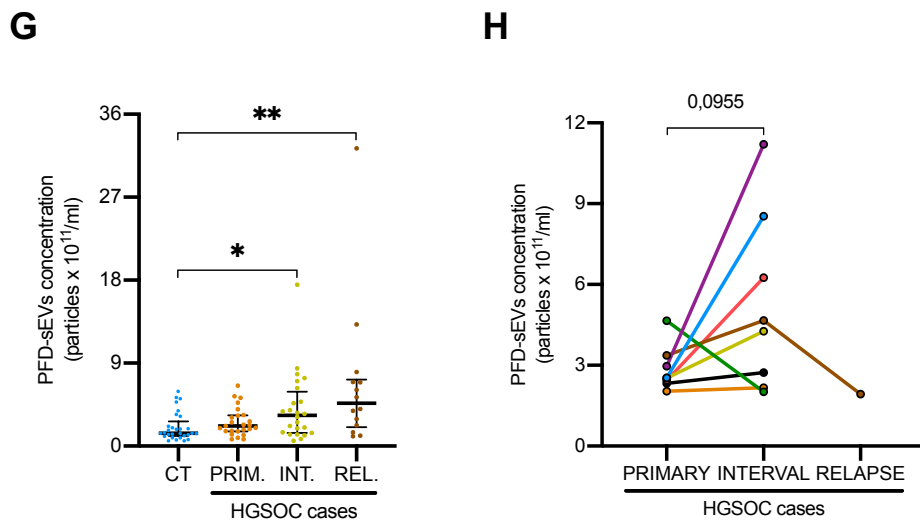 G
PFD-sEVs concentration
(particles x 10¹¹/ml)
36
27
18
9
0
**
*
CT PRIM. INT. REL.
HGSOC cases
H
PFD-sEVs concentration
(particles x 10¹¹/ml)
12
9
6
3
0
0,0955
PRIMARY INTERVAL RELAPSE
HGSOC cases